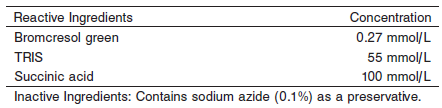 Reactive Ingredients Concentration
Bromcresol green 0.27 mmol/L
TRIS 55 mmol/L
Succinic acid 100 mmol/L
Inactive Ingredients: Contains sodium azide (0.1%) as a preservative.